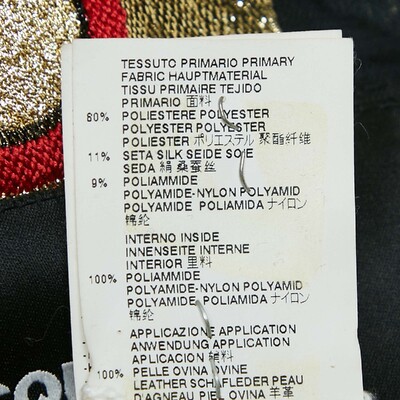 TESSUTO PRIMARIO PRIMARY
FABRIC HAUPTMATERIAL
TISSU PRIMAIRE TEJIDO
PRIMARIO 面料
80% POLIESTERE POLYESTER
POLYESTER POLYESTER
POLIESTER ポリエステル 聚酯纤维
11% SETA SILK SEIDE SOIE
SEDA 絹 桑蚕丝
9% POLIAMMIDE
POLYAMIDE-NYLON POLYAMID
POLYAMIDE POLIAMIDA ナイロン
锦纶
INTERNO INSIDE
INNENSEITE INTERNE
INTERIOR 里料
100% POLIAMMIDE
POLYAMIDE-NYLON POLYAMID
POLYAMIDE POLIAMIDA ナイロン
锦纶
APPLICAZIONE APPLICATION
ANWENDUNG APPLICATION
APLICACION 辅料
100% PELLE OVINA OVINE
LEATHER SCHAFLEDER PEAU
D'AGNEAU PIEL OVINA 羊革